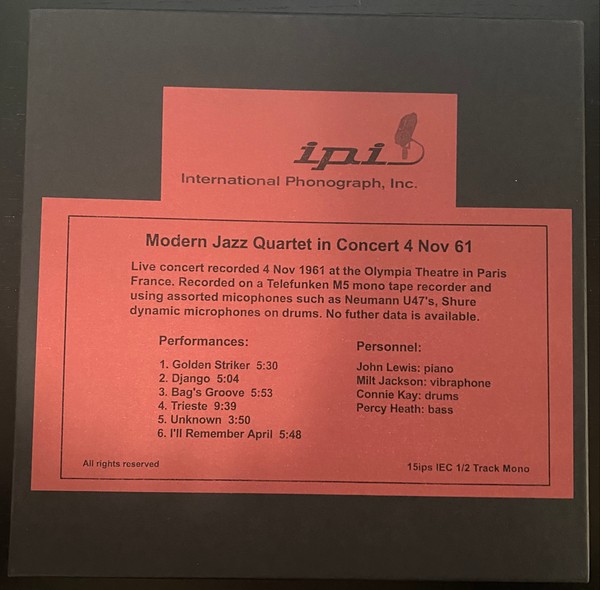 ipi
International Phonograph, Inc.
Modern Jazz Quartet in Concert 4 Nov 61
Live concert recorded 4 Nov 1961 at the Olympia Theatre in Paris
France. Recorded on a Telefunken M5 mono tape recorder and
using assorted micophones such as Neumann U47's, Shure
dynamic microphones on drums. No futher data is available.
Performances:
1. Golden Striker 5:30
2. Django 5:04
3. Bag's Groove 5:53
4. Trieste 9:39
5. Unknown 3:50
6. I'll Remember April 5:48
Personnel:
John Lewis: piano
Milt Jackson: vibraphone
Connie Kay: drums
Percy Heath: bass
All rights reserved
15ips IEC 1/2 Track Mono